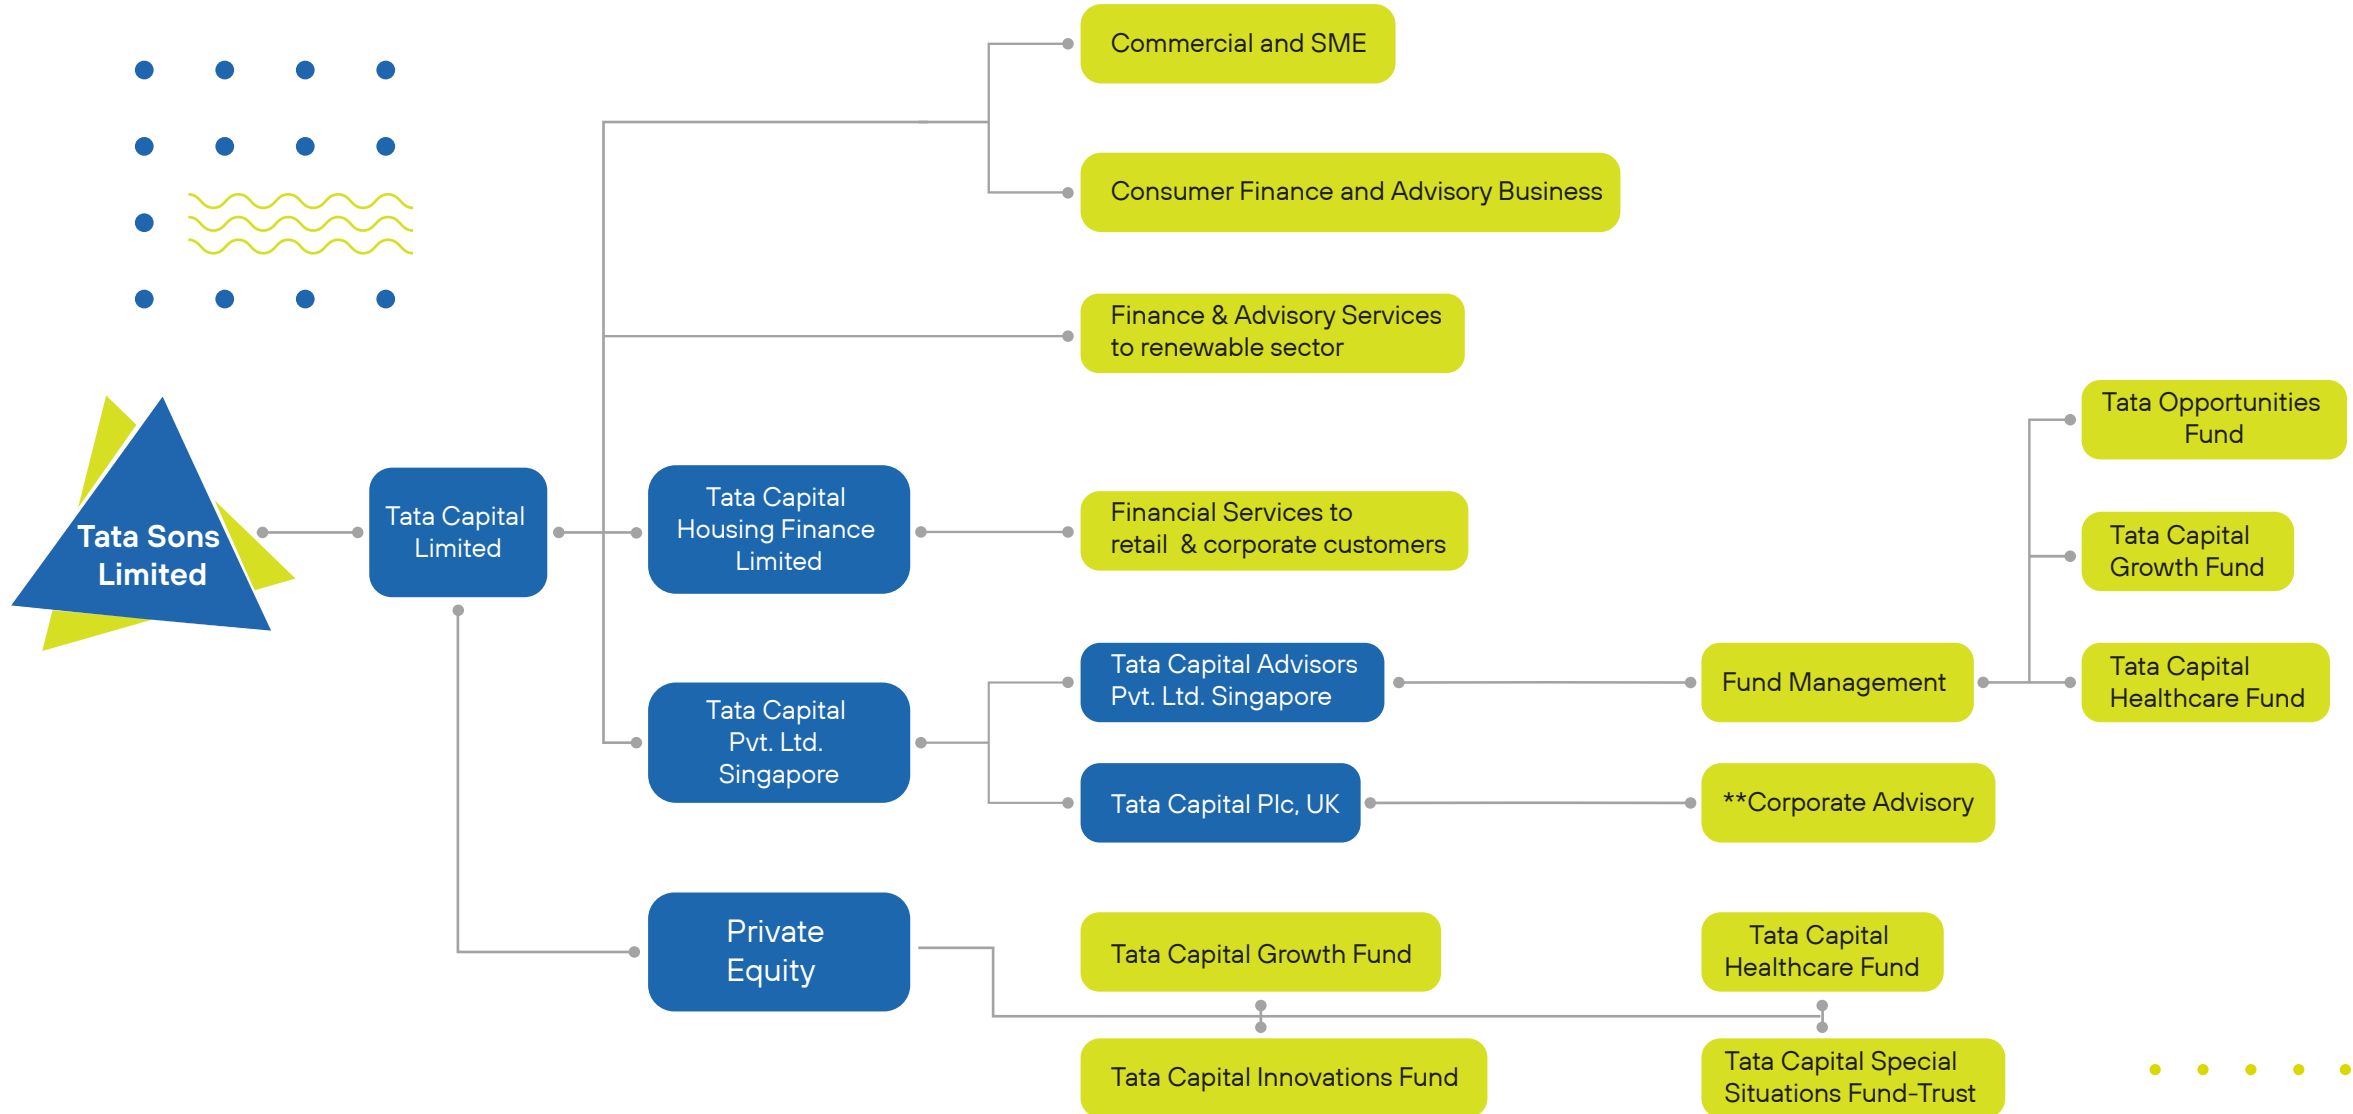 Commercial and SME
Consumer Finance and Advisory Business
Finance & Advisory Services
to renewable sector
Tata Opportunities
Fund
Tata Sons
Limited
Tata Capital
Limited
Tata Capital
Housing Finance
Limited
Financial Services to
retail & corporate customers
Tata Capital
Growth Fund
Tata Capital
Pvt. Ltd.
Singapore
Tata Capital Advisors
Pvt. Ltd. Singapore
Fund Management
Tata Capital
Healthcare Fund
Tata Capital Plc, UK
**Corporate Advisory
Private
Equity
Tata Capital Growth Fund
Tata Capital
Healthcare Fund
Tata Capital Innovations Fund
Tata Capital Special
Situations Fund-Trust